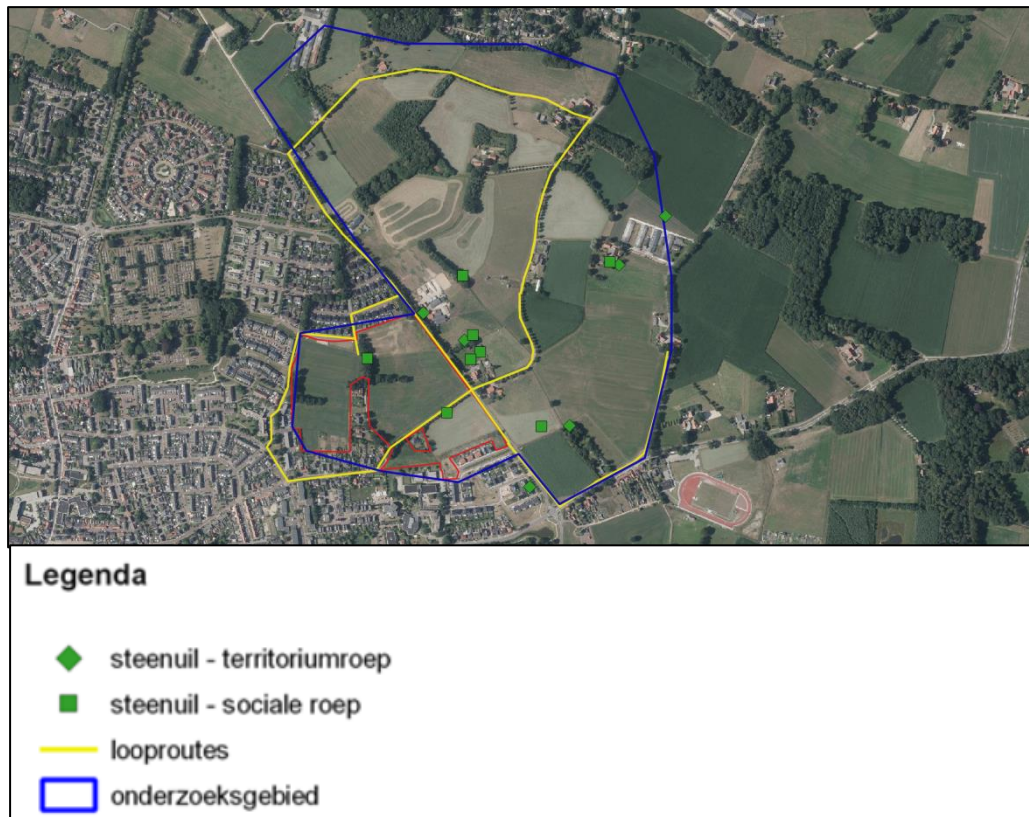 Legenda
steenuil - territoriumroep
steenuil - sociale roep
looproutes
onderzoeksgebied